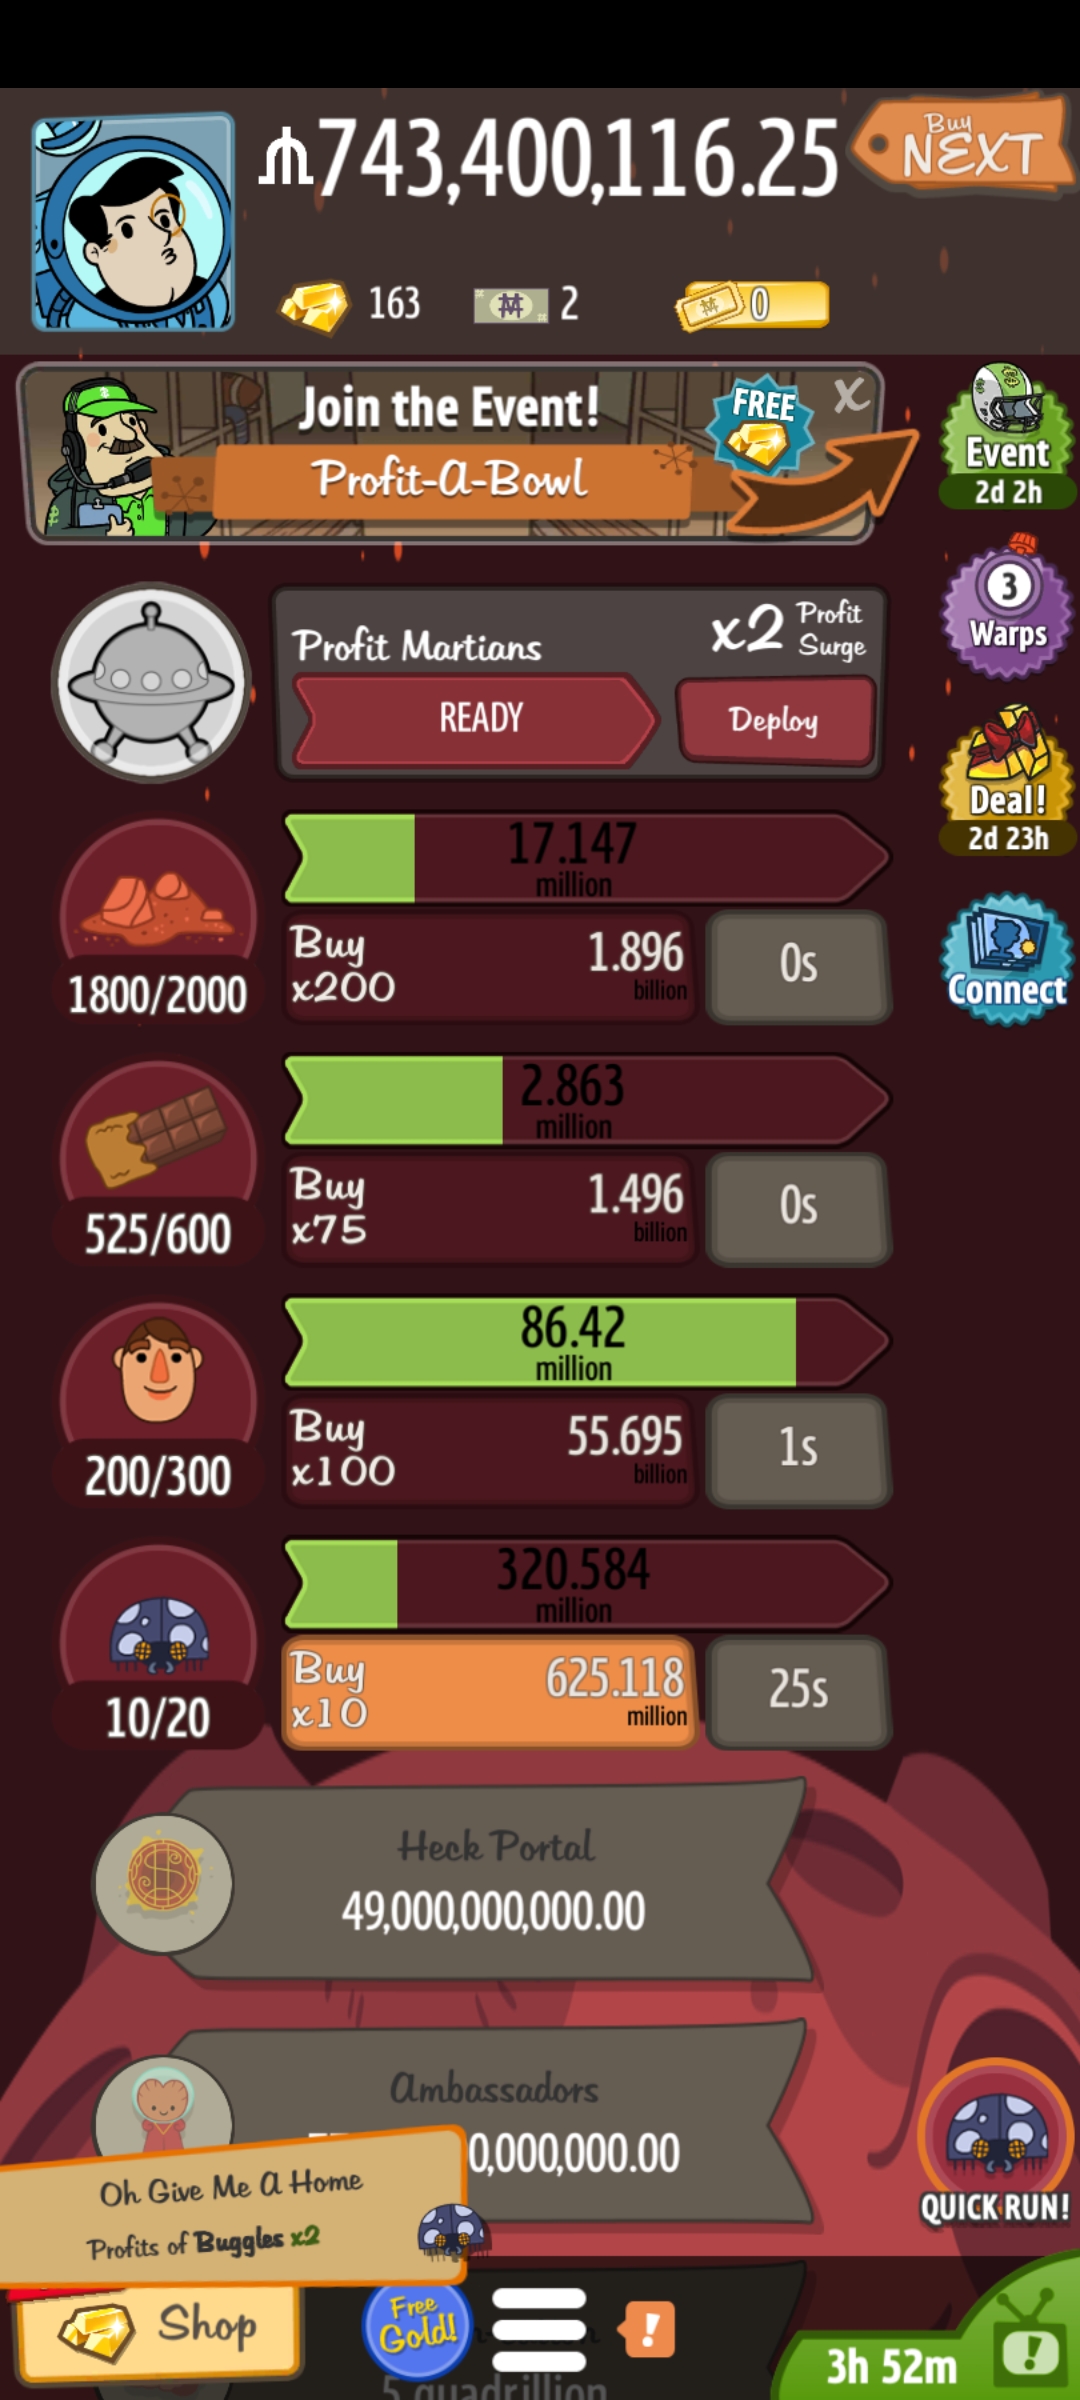 ₥743,400,116.25
Buy
NEXT
163
2
0
Join the Event!
Profit-A-Bowl
FREE
X
Event
2d 2h
3
Warps
Profit Martians
x2 Profit Surge
READY
Deploy
Deal!
2d 23h
17.147
million
1800/2000
Buy
x200
1.896
billion
0s
Connect
2.863
million
525/600
Buy
x75
1.496
billion
0s
86.42
million
200/300
Buy
x100
55.695
billion
1s
320.584
million
10/20
Buy
x10
625.118
million
25s
Heck Portal
49,000,000,000.00
Ambassadors
0,000,000.00
Oh Give Me A Home
Profits of Buggles x2
QUICK RUN!
Shop
Free
Gold!
!
3h 52m
!
5 quadrillion